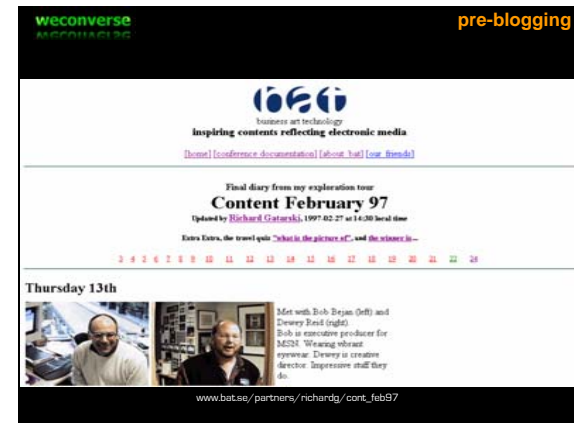 weconverse
pre-blogging
bat
business art technology
inspiring contents reflecting electronic media
[home] [conference documentation] [about bat] [our friends]
Final diary from my exploration tour
Content February 97
Updated by Richard Gatarski, 1997-02-27 at 14:30 local time
Extra Extra, the travel quiz "what is the picture of", and the winner is...
3 4 5 6 7 8 9 10 11 12 13 14 15 16 17 18 19 20 21 22 24
Thursday 13th
Met with Bob Bejan (left) and
Dewey Reid (right).
Bob is executive producer for
MSN. Wearing vibrant
eyewear. Dewey is creative
director. Impressive stuff they
do.
www.bat.se/partners/richardg/cont_feb97